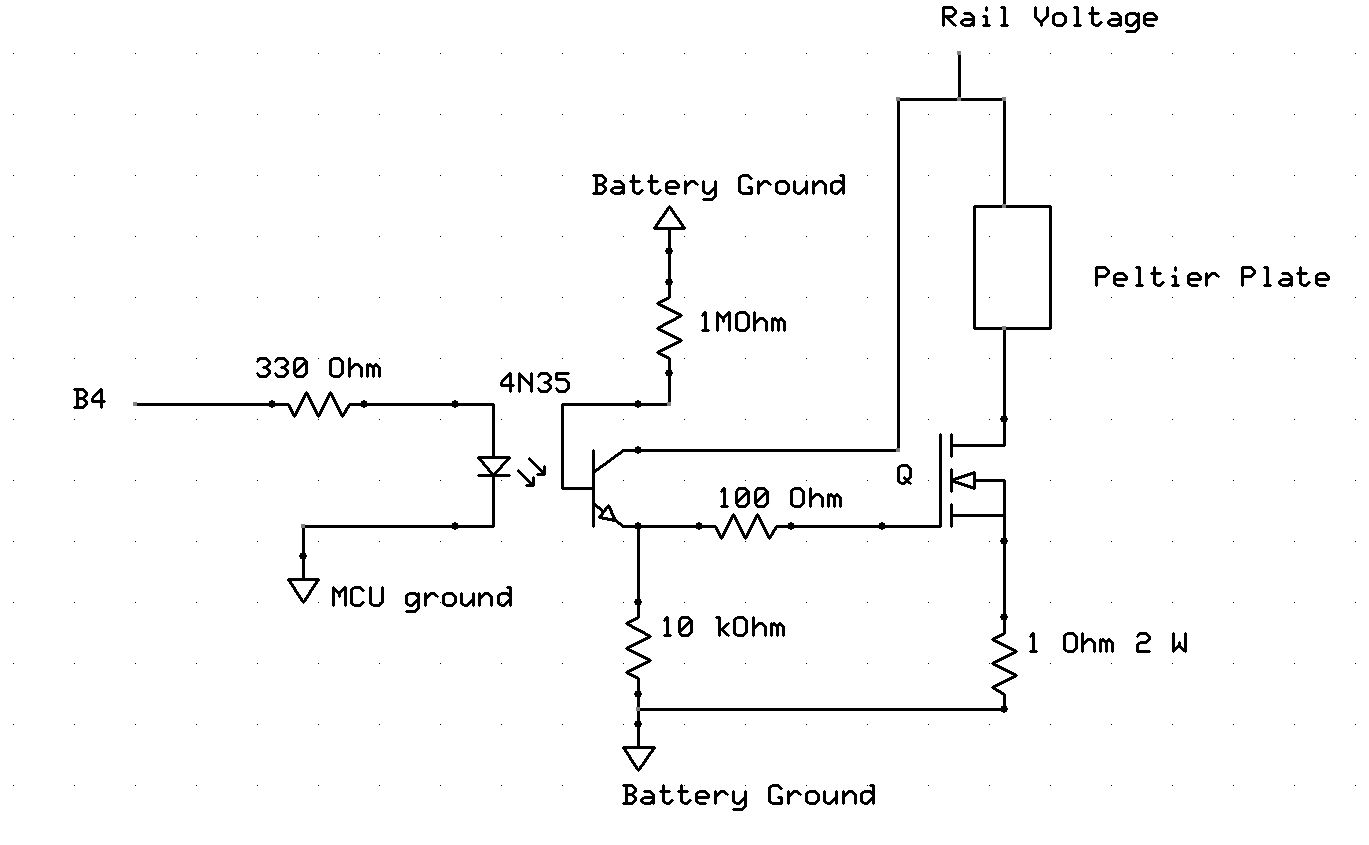 Rail Voltage
Battery Ground
Peltier Plate
1MOhm
330 Ohm
4N35
B4
Q
100 Ohm
MCU ground
10 kOhm
1 Ohm 2 W
Battery Ground